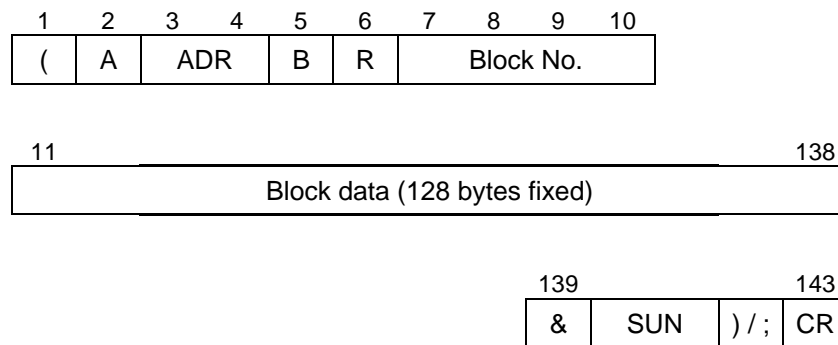 1 2 3 4 5 6 7 8 9 10
( A ADR B R Block No.
11 138
Block data (128 bytes fixed)
139 143
& SUN ) / ; CR